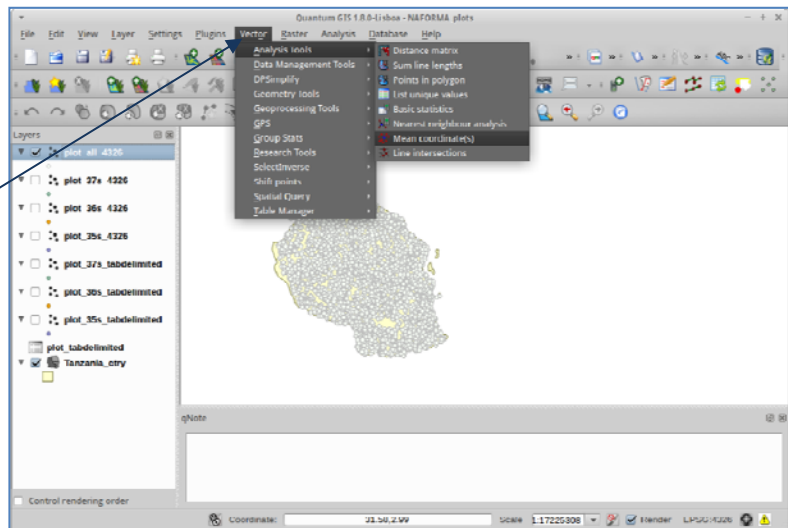 Quantum GIS 1.8.0-Lisboa - NAFORMA plots
File Edit View Layer Settings Plugins Vector Raster Analysis Database Help
Analysis Tools
Data Management Tools
DPSimplify
Geometry Tools
Geoprocessing Tools
GPS
Group Stats
Research Tools
SelectInverse
Shift points
Spatial Query
Table Manager
Distance matrix
Sum line lengths
Points in polygon
List unique values
Basic statistics
Nearest neighbour analysis
Mean coordinate(s)
Line intersections
Layers
plot_all_4326
plot_37s_4326
plot_36s_4326
plot_35s_4326
plot_37s_tabdelimited
plot_36s_tabdelimited
plot_35s_tabdelimited
plot_tabdelimited
Tanzania_ctry
qNote
Control rendering order
Coordinate: 31.50,2.99 Scale 1:17225308 Render EPSG:4326